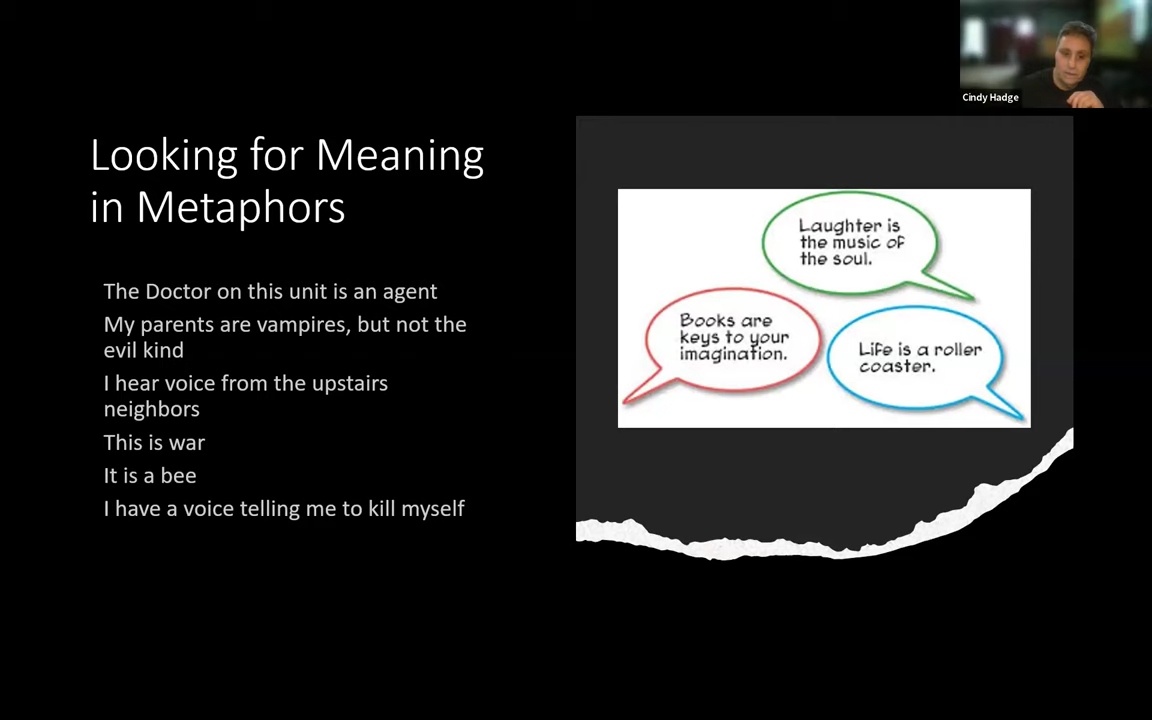 Cindy Hadge
Looking for Meaning
in Metaphors
The Doctor on this unit is an agent
My parents are vampires, but not the
evil kind
I hear voice from the upstairs
neighbors
This is war
It is a bee
I have a voice telling me to kill myself
Laughter is
the music of
the soul.
Books are
keys to your
imagination.
Life is a roller
coaster.